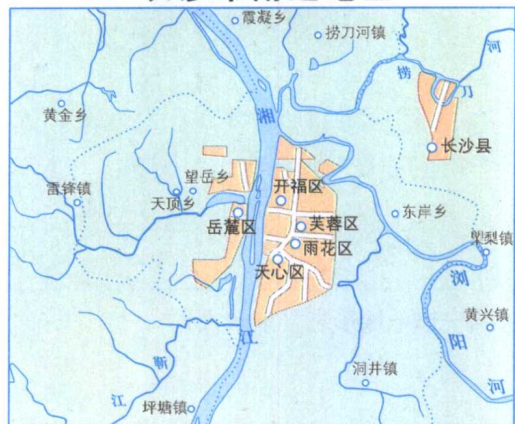 霞凝乡
捞刀河镇
捞
刀
河
湘
黄金乡
长沙县
望岳乡
雷锋镇
天顶乡
开福区
岳麓区
芙蓉区
东岸乡
雨花区
㮾梨镇
天心区
浏
阳
河
黄兴镇
江
靳
江
洞井镇
坪塘镇